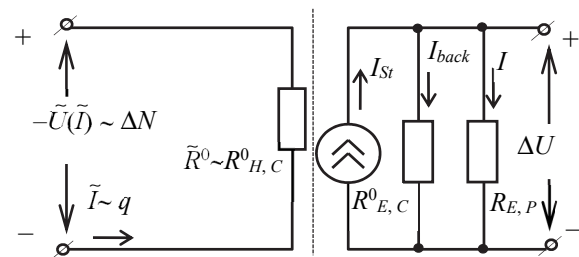 +
−Ũ(Ĩ) ~ ΔN
R̃⁰~R⁰H, C
Ĩ~ q
−
+
ISt
Iback
I
ΔU
R⁰E, C
RE, P
−